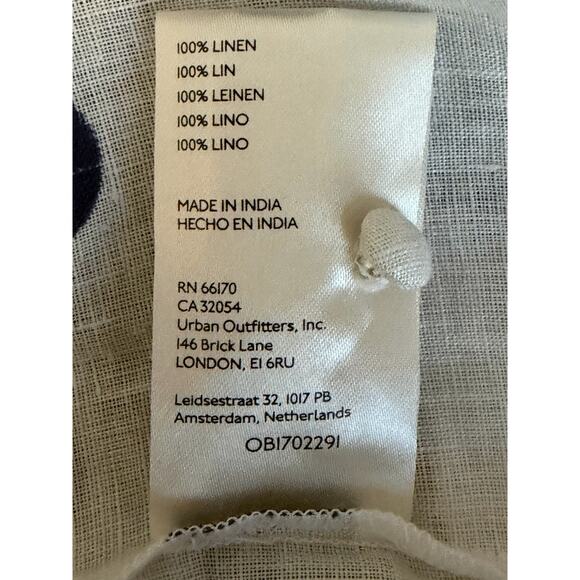 100% LINEN
100% LIN
100% LEINEN
100% LINO
100% LINO
MADE IN INDIA
HECHO EN INDIA
RN 66170
CA 32054
Urban Outfitters, Inc.
146 Brick Lane
LONDON, E1 6RU
Leidsestraat 32, 1017 PB
Amsterdam, Netherlands
OB1702291